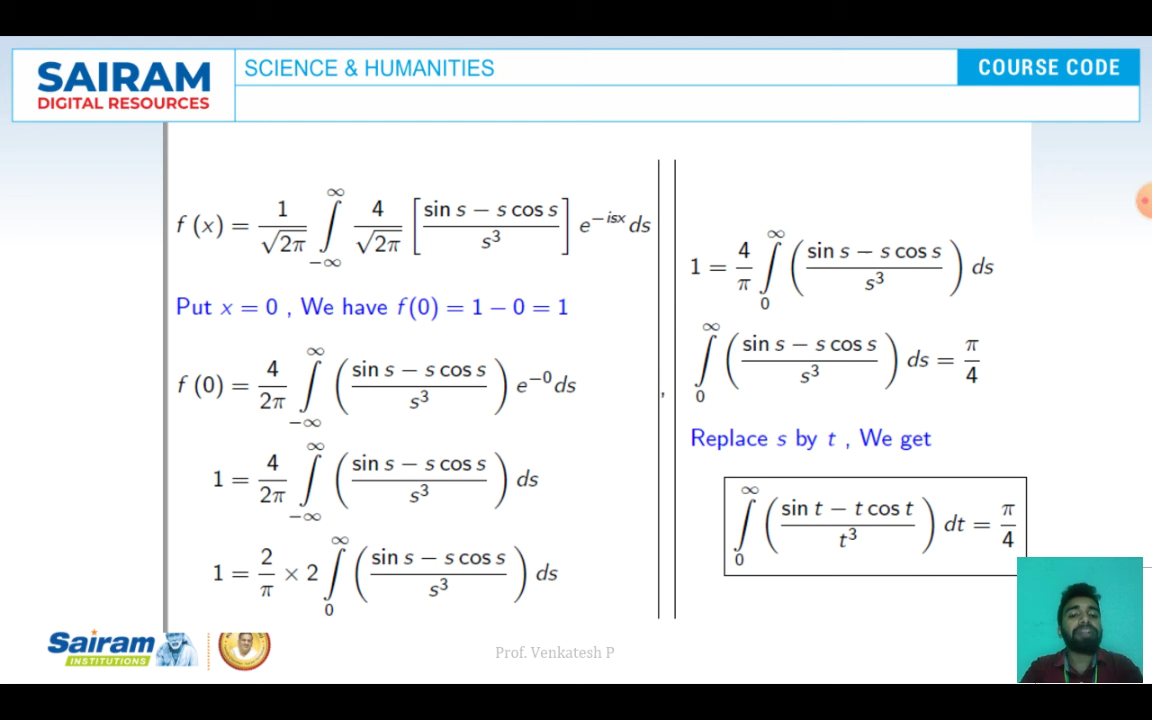 SAIRAM
DIGITAL RESOURCES
SCIENCE & HUMANITIES
COURSE CODE
f (x) = 1/√2π ∫_{−∞}^{∞} 4/√2π [(sin s − s cos s)/s³] e^{−isx} ds
Put x = 0 , We have f(0) = 1 − 0 = 1
f (0) = 4/2π ∫_{−∞}^{∞} ((sin s − s cos s)/s³) e^{−0} ds
1 = 4/2π ∫_{−∞}^{∞} ((sin s − s cos s)/s³) ds
1 = 2/π × 2 ∫_{0}^{∞} ((sin s − s cos s)/s³) ds
,
1 = 4/π ∫_{0}^{∞} ((sin s − s cos s)/s³) ds
∫_{0}^{∞} ((sin s − s cos s)/s³) ds = π/4
Replace s by t , We get
∫_{0}^{∞} ((sin t − t cos t)/t³) dt = π/4
Sairam
INSTITUTIONS
Prof. Venkatesh P